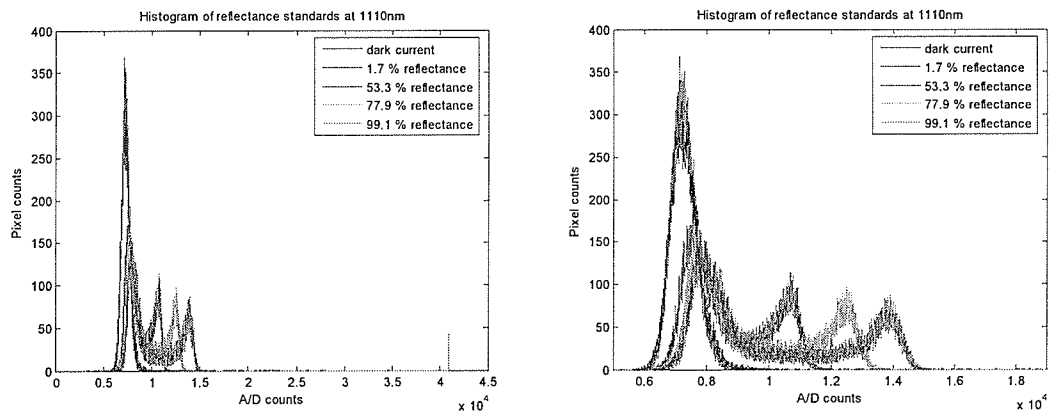 Histogram of reflectance standards at 1110nm
400
350
300
250
200
150
100
50
0
Pixel counts
dark current
1.7 % reflectance
53.3 % reflectance
77.9 % reflectance
99.1 % reflectance
0 0.5 1 1.5 2 2.5 3 3.5 4 4.5
A/D counts
x 10^4
Histogram of reflectance standards at 1110nm
400
350
300
250
200
150
100
50
0
Pixel counts
dark current
1.7 % reflectance
53.3 % reflectance
77.9 % reflectance
99.1 % reflectance
0.6 0.8 1 1.2 1.4 1.6 1.8
A/D counts
x 10^4